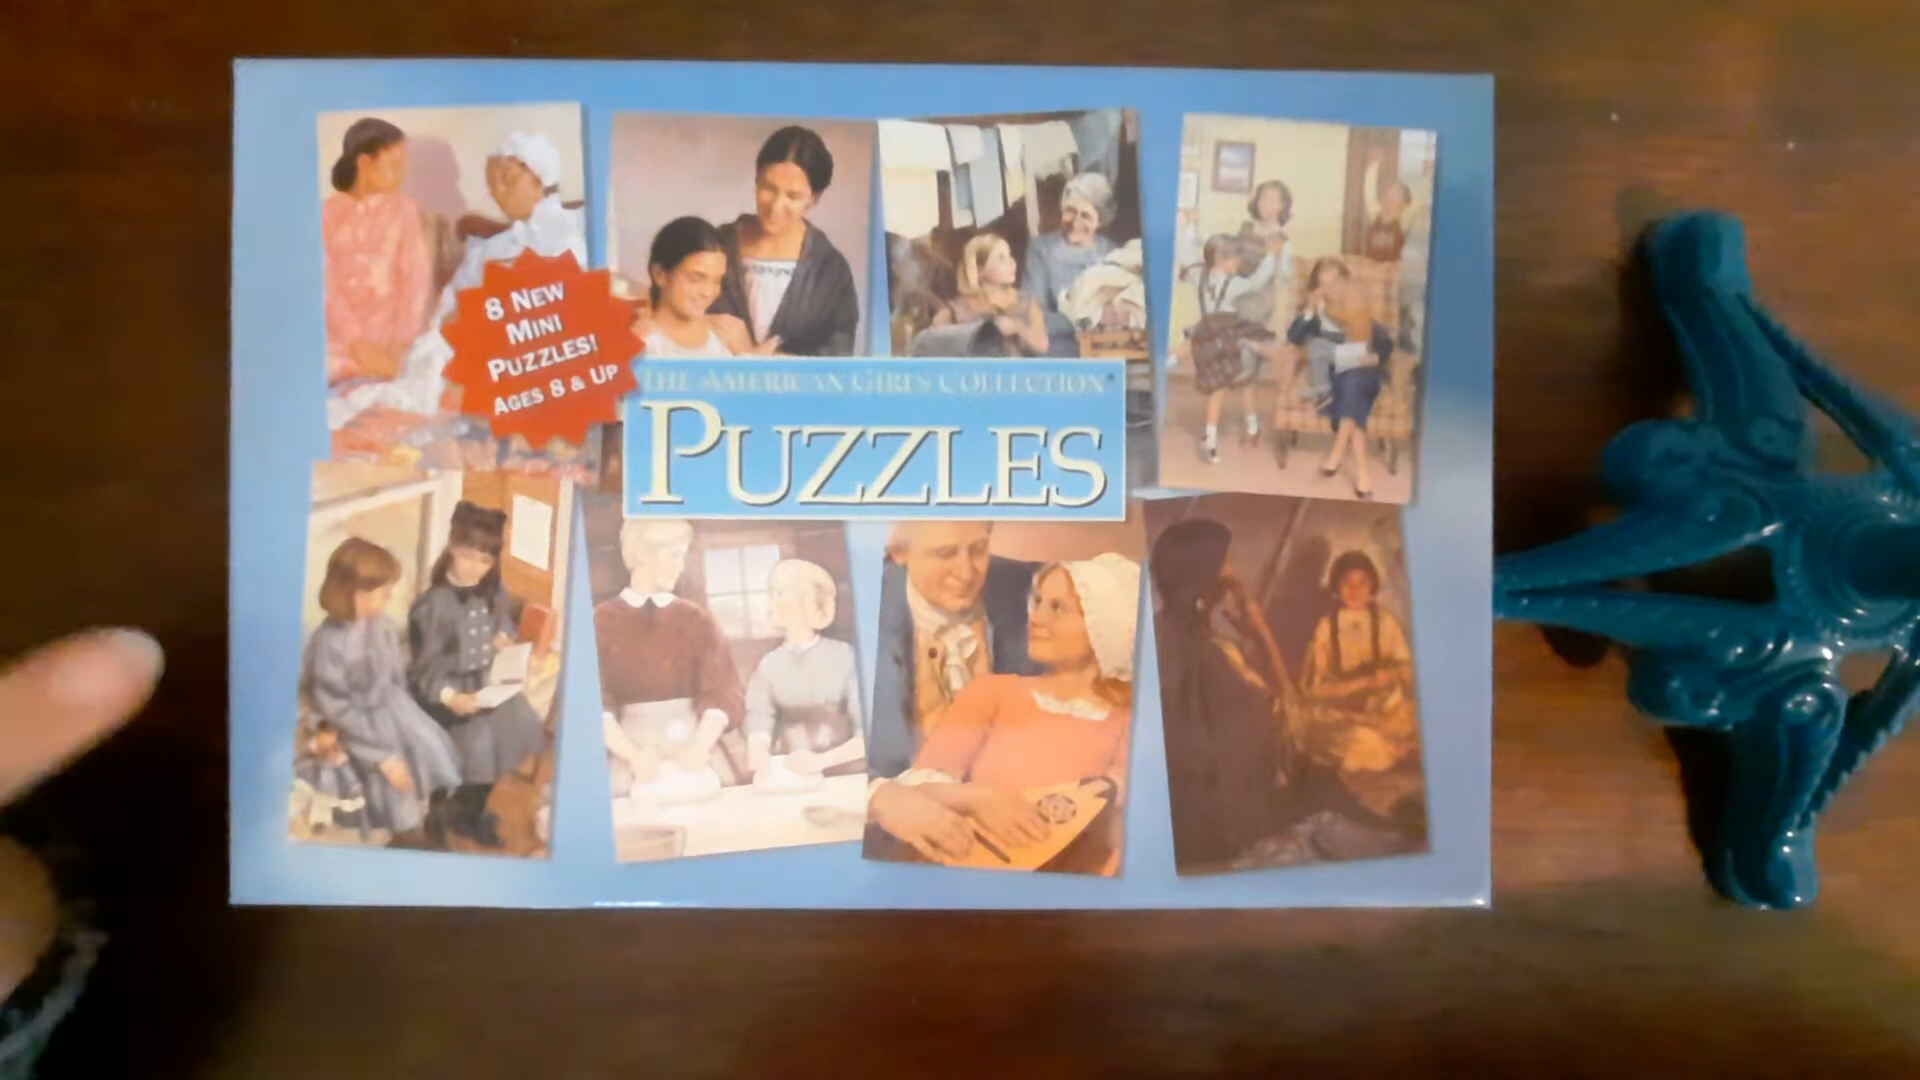 8 NEW
MINI
PUZZLES!
AGES 8 & UP
THE AMERICAN GIRLS COLLECTION®
PUZZLES